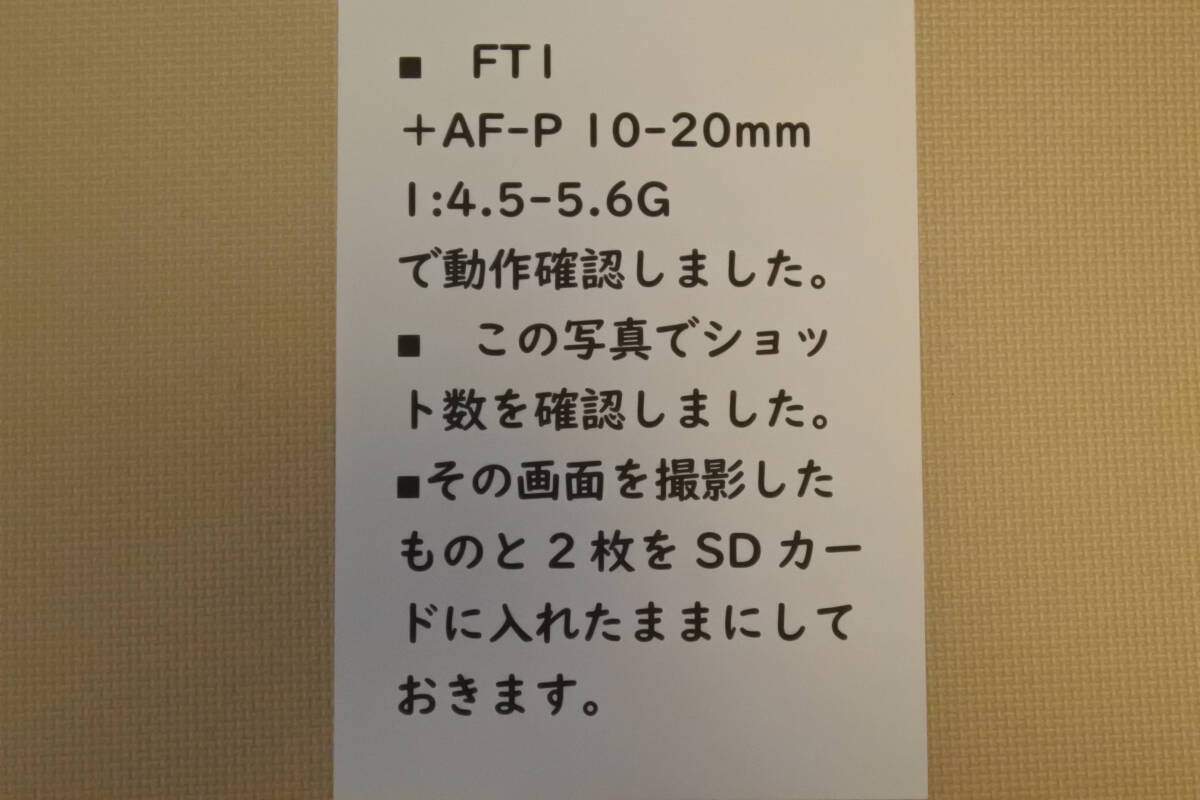 ■ FT1
+AF-P 10-20mm
1:4.5-5.6G
で動作確認しました。
■ この写真でショッ
ト数を確認しました。
■その画面を撮影した
ものと2枚をSDカー
ドに入れたままにして
おきます。